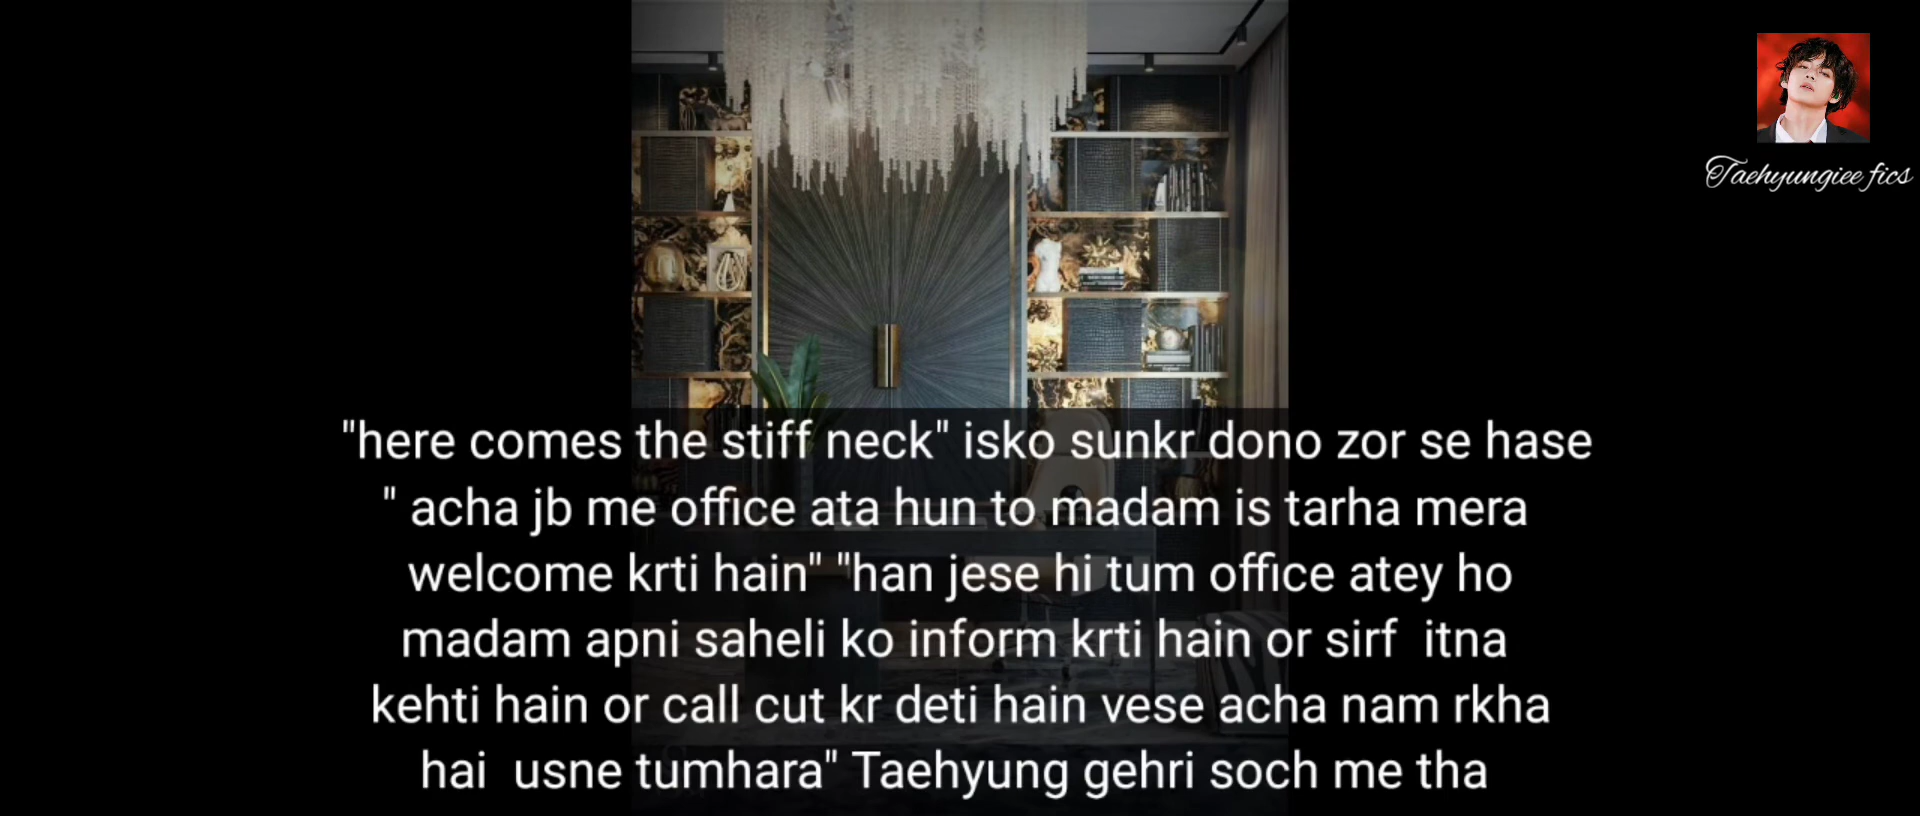 Taehyungiee fics
"here comes the stiff neck" isko sunkr dono zor se hase
" acha jb me office ata hun to madam is tarha mera
welcome krti hain" "han jese hi tum office atey ho
madam apni saheli ko inform krti hain or sirf  itna
kehti hain or call cut kr deti hain vese acha nam rkha
hai  usne tumhara" Taehyung gehri soch me tha